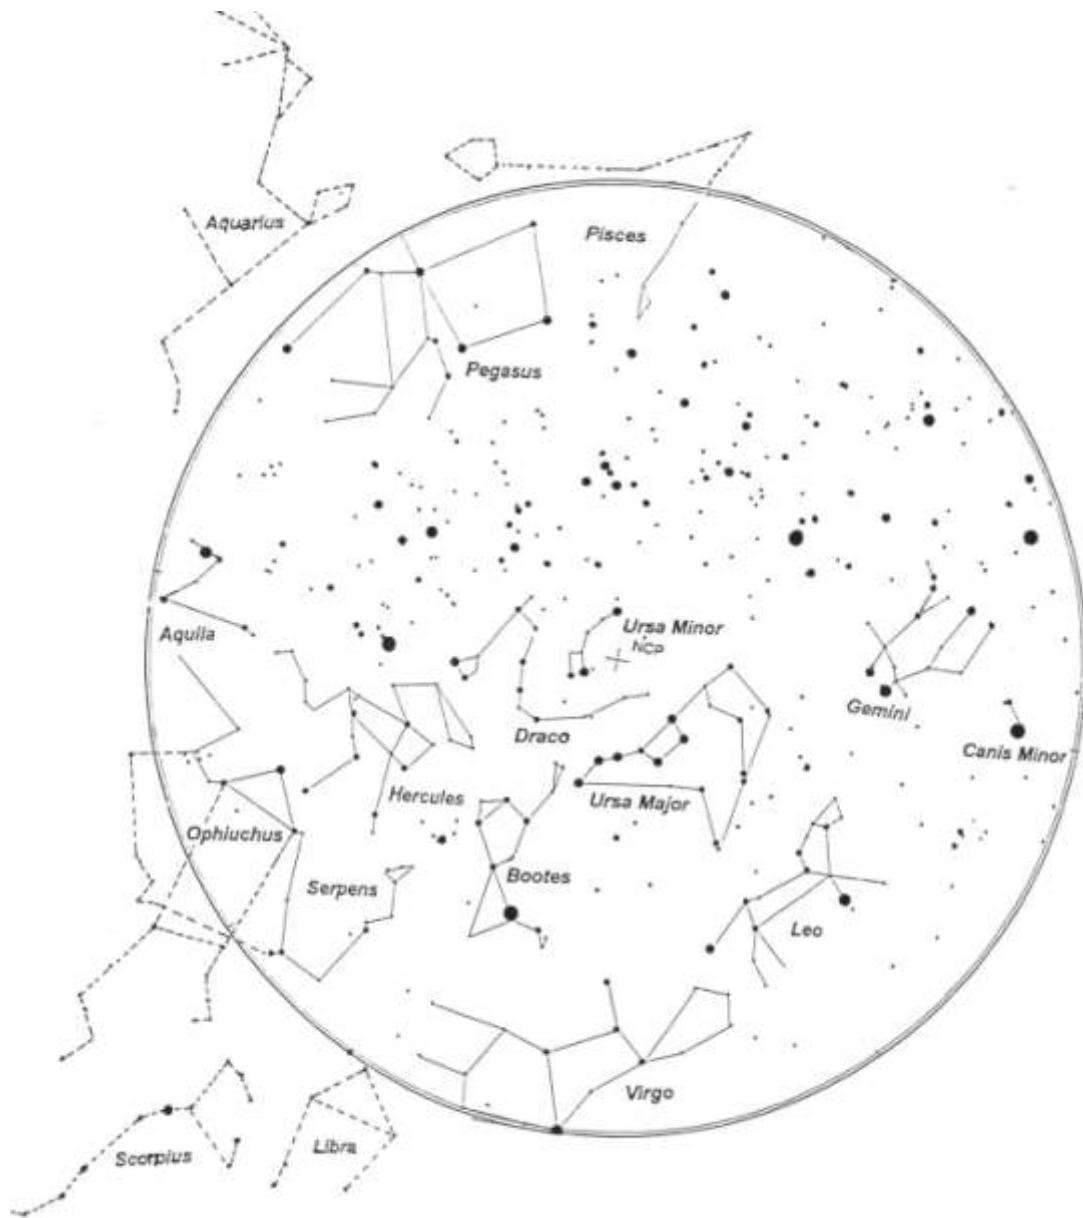 Aquarius
Pisces
Pegasus
Aquila
Ursa Minor
NCP
Gemini
Draco
Canis Minor
Hercules
Ursa Major
Ophiuchus
Serpens
Bootes
Leo
Virgo
Scorpius
Libra